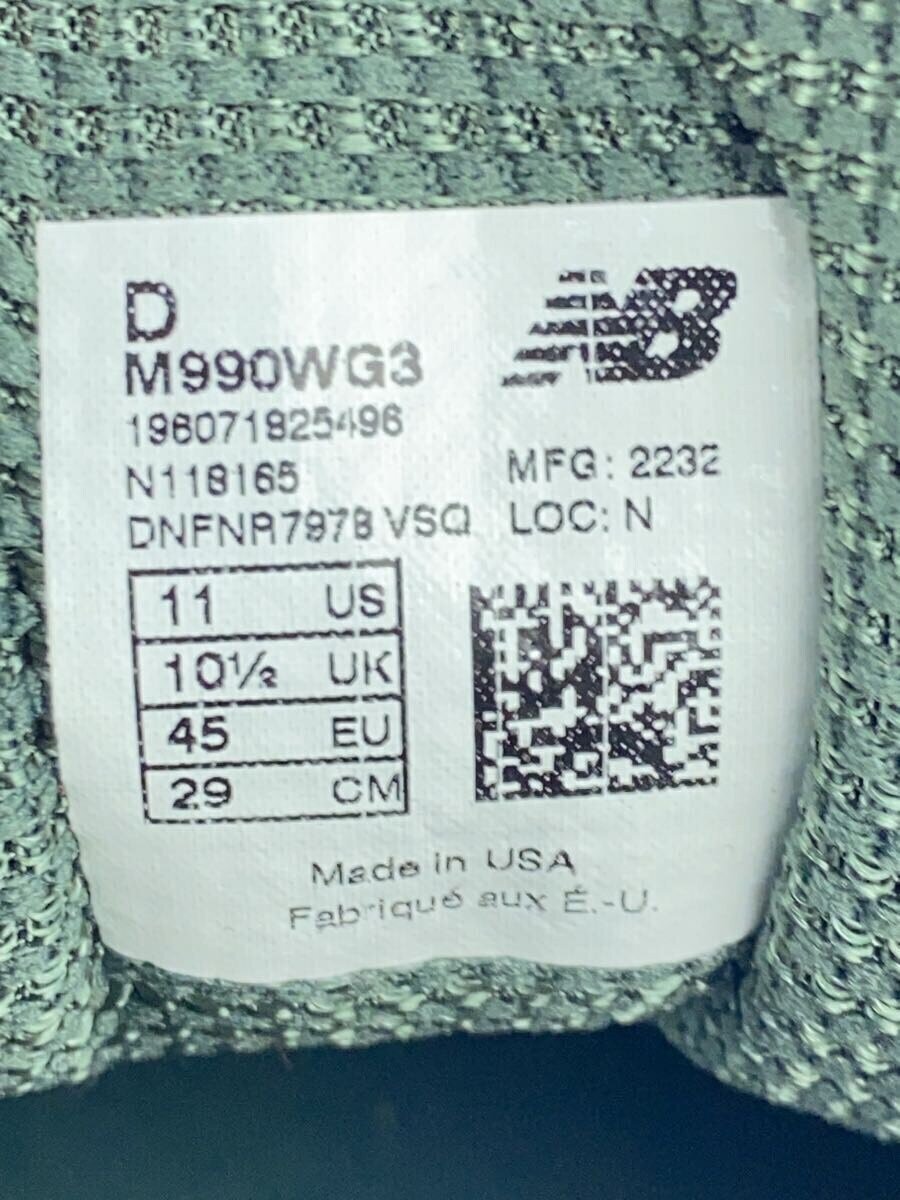 D
M990WG3
196071825496
N118165
MFG: 2232
DNFNR7978 VSQ
LOC: N
11 US
10½ UK
45 EU
29 CM
Made in USA
Fabriqué aux É.-U.
NB